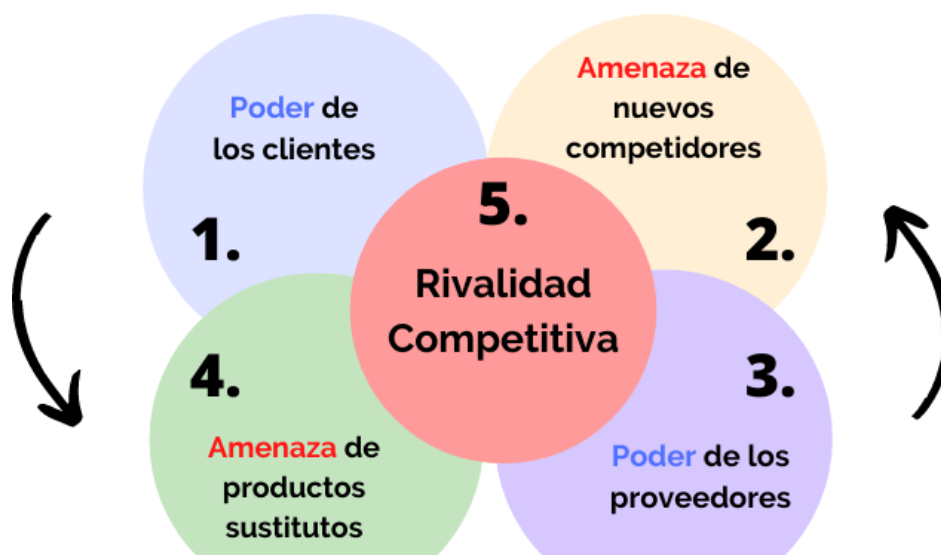 Poder de
los clientes
1.
Amenaza de
nuevos
competidores
2.
5.
Rivalidad
Competitiva
4.
Amenaza de
productos
sustitutos
3.
Poder de los
proveedores